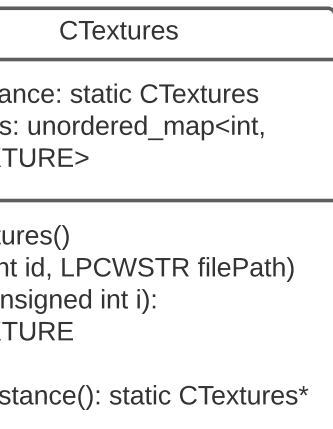 CTextures
ance: static CTextures
s: unordered_map<int,
TURE>
ures()
nt id, LPCWSTR filePath)
nsigned int i):
TURE
stance(): static CTextures*